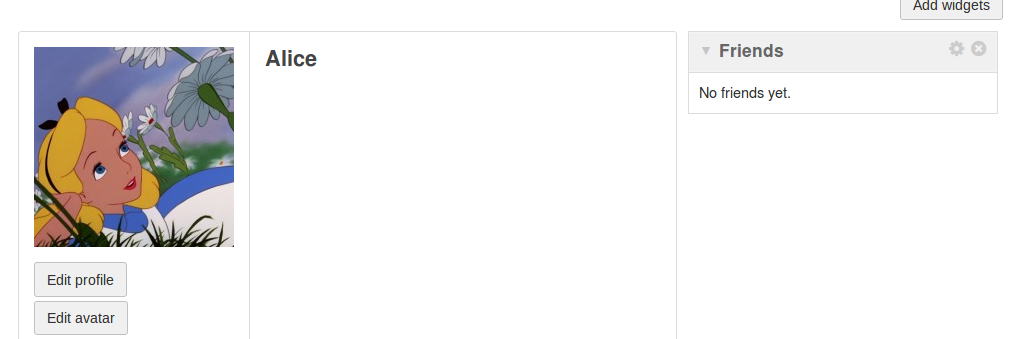 Add widgets
Alice
Friends
No friends yet.
Edit profile
Edit avatar